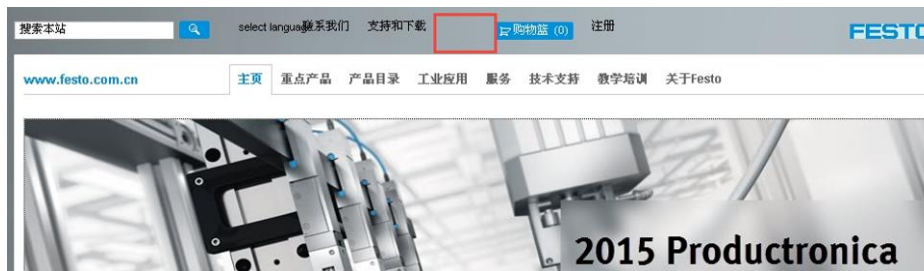 搜索本站 select language联系我们 支持和下载 购物篮 (0) 注册 FESTO
www.festo.com.cn 主页 重点产品 产品目录 工业应用 服务 技术支持 教学培训 关于Festo
2015 Productronica